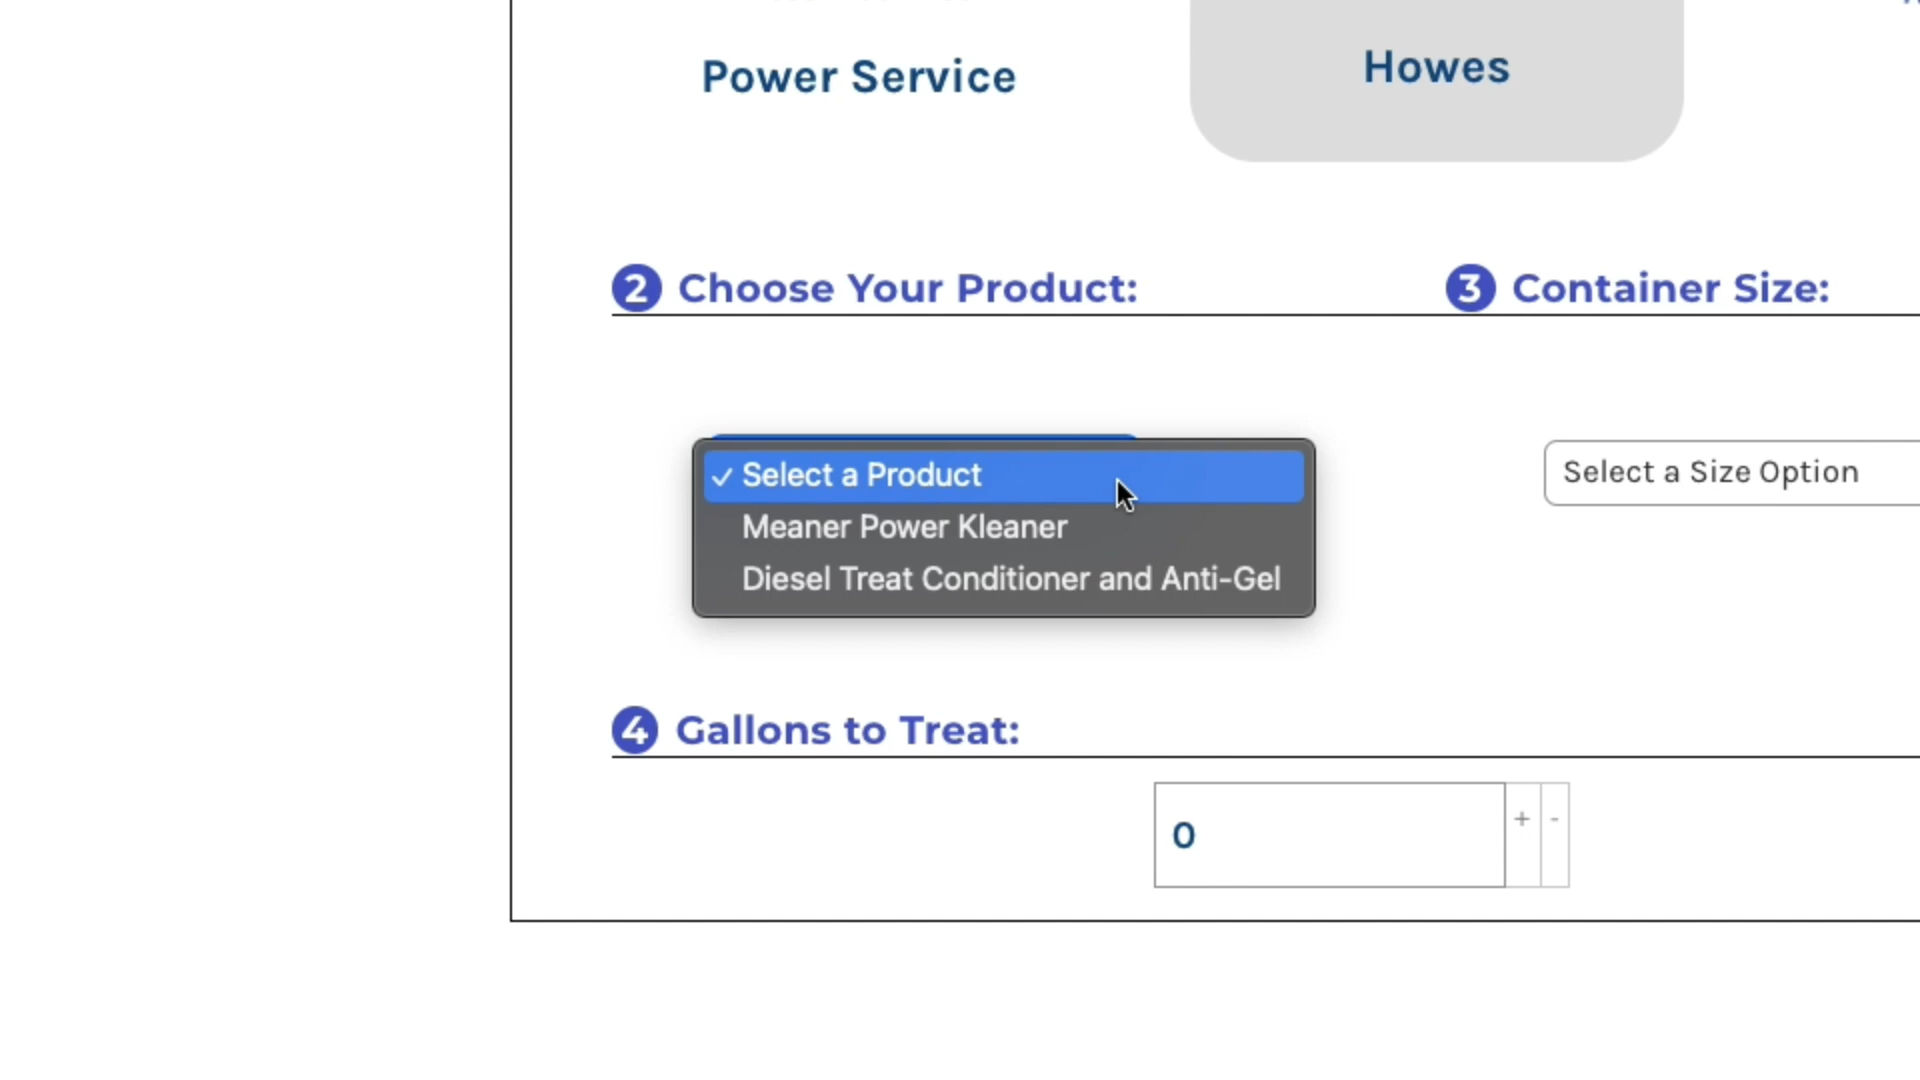 Power Service
Howes
2 Choose Your Product:
3 Container Size:
✓ Select a Product
Meaner Power Kleaner
Diesel Treat Conditioner and Anti-Gel
Select a Size Option
4 Gallons to Treat:
0
+ -